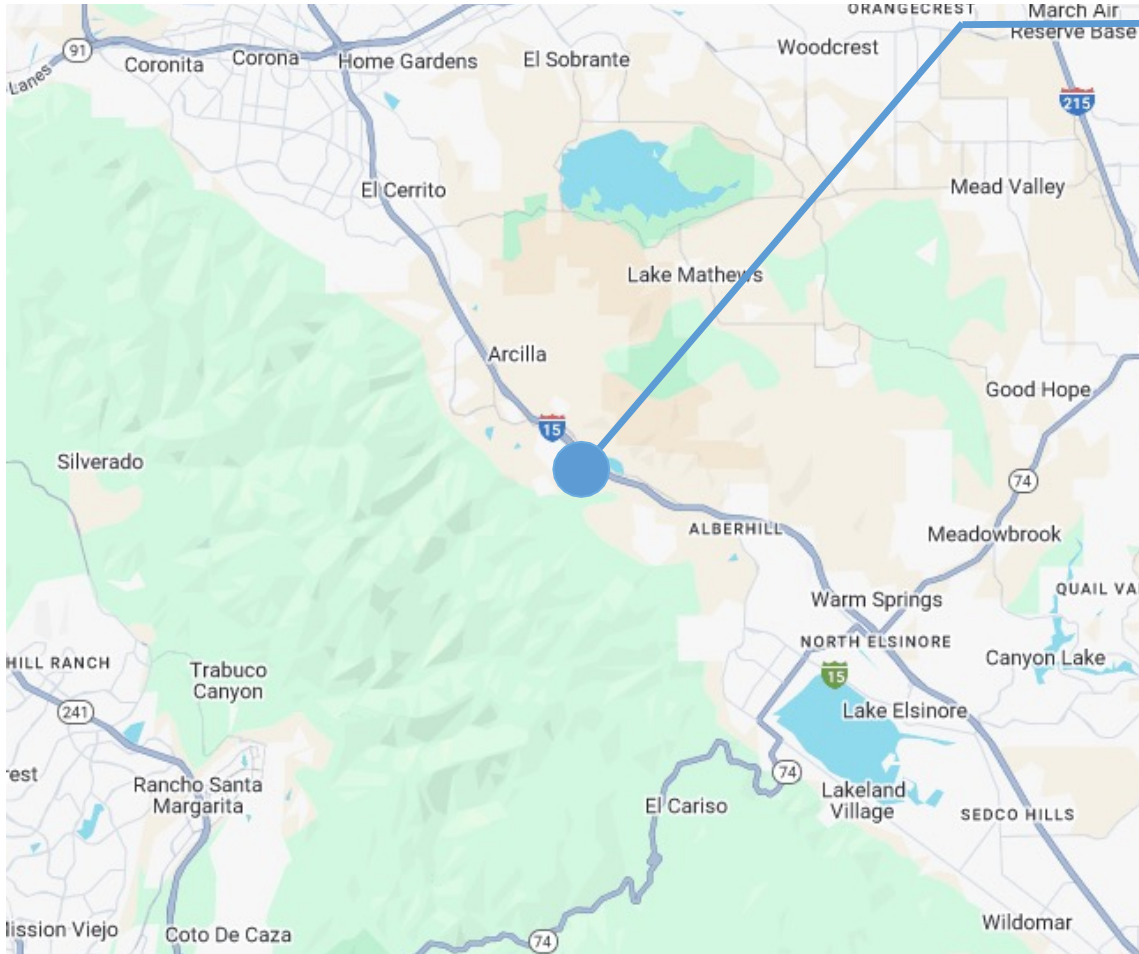 ORANGECREST
March Air
Reserve Base
91
Coronita
Corona
Home Gardens
El Sobrante
Woodcrest
Lanes
215
El Cerrito
Mead Valley
Lake Mathews
Arcilla
Good Hope
15
Silverado
74
ALBERHILL
Meadowbrook
QUAIL VA
Warm Springs
NORTH ELSINORE
HILL RANCH
Canyon Lake
Trabuco
Canyon
15
241
Lake Elsinore
rest
74
Rancho Santa
Margarita
El Cariso
Lakeland
Village
SEDCO HILLS
Mission Viejo
Coto De Caza
74
Wildomar